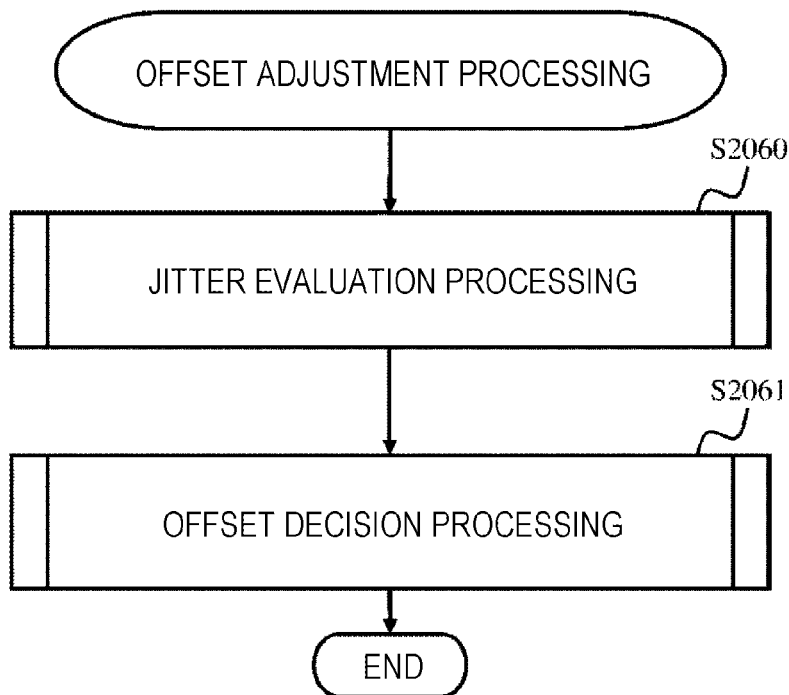 OFFSET ADJUSTMENT PROCESSING
S2060
JITTER EVALUATION PROCESSING
S2061
OFFSET DECISION PROCESSING
END